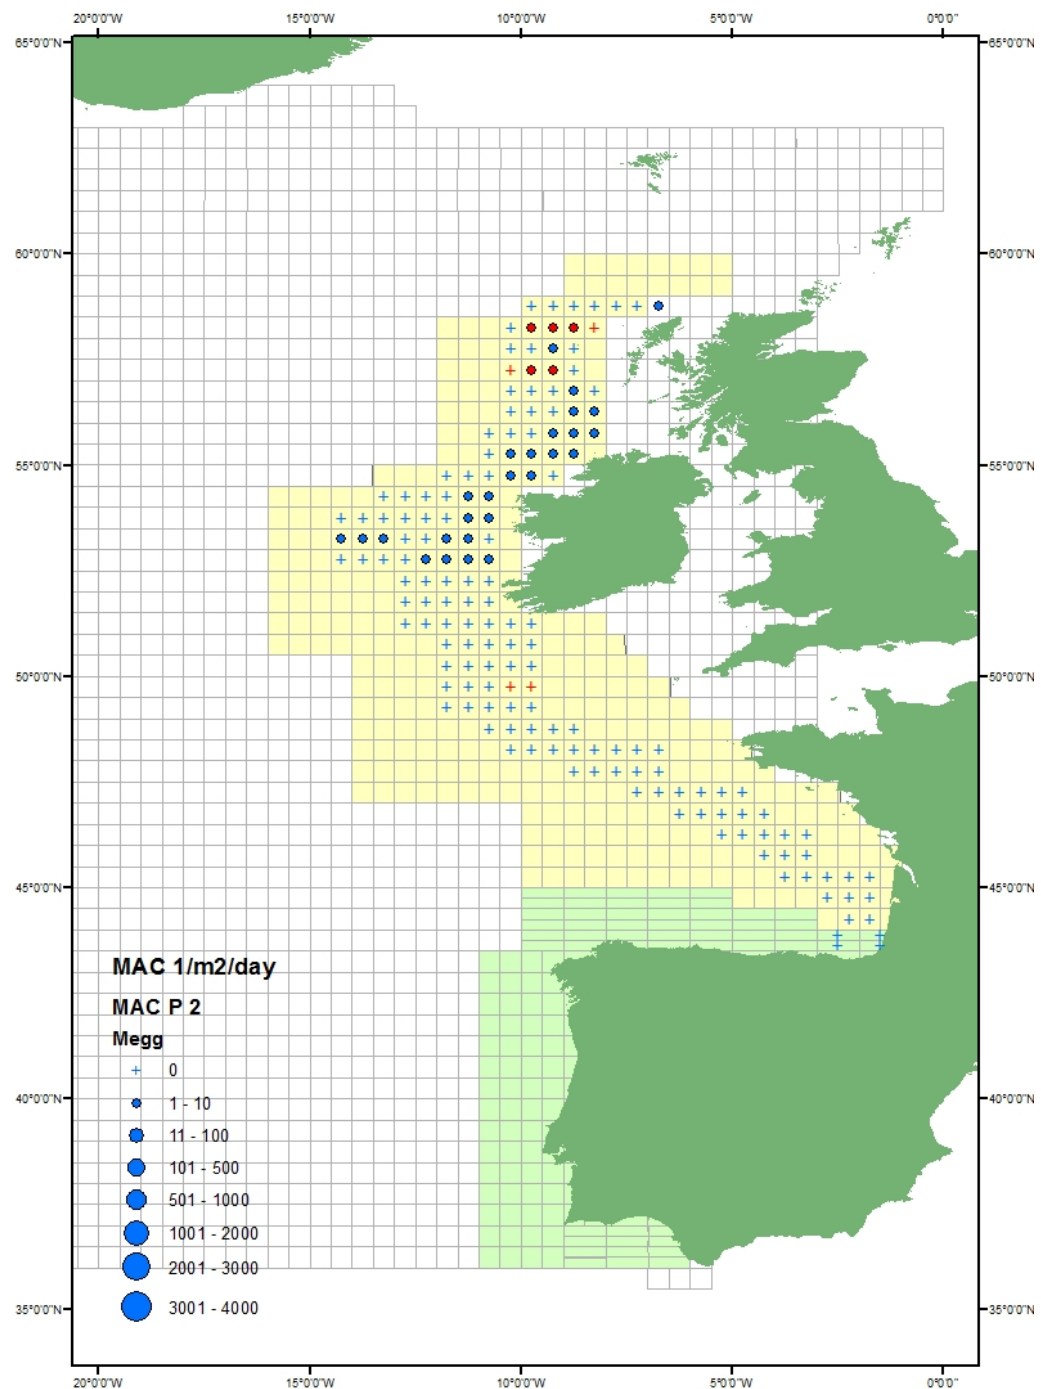 20°0'0"W 15°0'0"W 10°0'0"W 5°0'0"W 0°0'0"
65°0'0"N 65°0'0"N
60°0'0"N 60°0'0"N
55°0'0"N 55°0'0"N
50°0'0"N 50°0'0"N
45°0'0"N 45°0'0"N
MAC 1/m2/day
MAC P 2
Megg
0
1 - 10
40°0'0"N 40°0'0"N
11 - 100
101 - 500
501 - 1000
1001 - 2000
2001 - 3000
3001 - 4000
35°0'0"N 35°0'0"N
20°0'0"W 15°0'0"W 10°0'0"W 5°0'0"W 0°0'0"